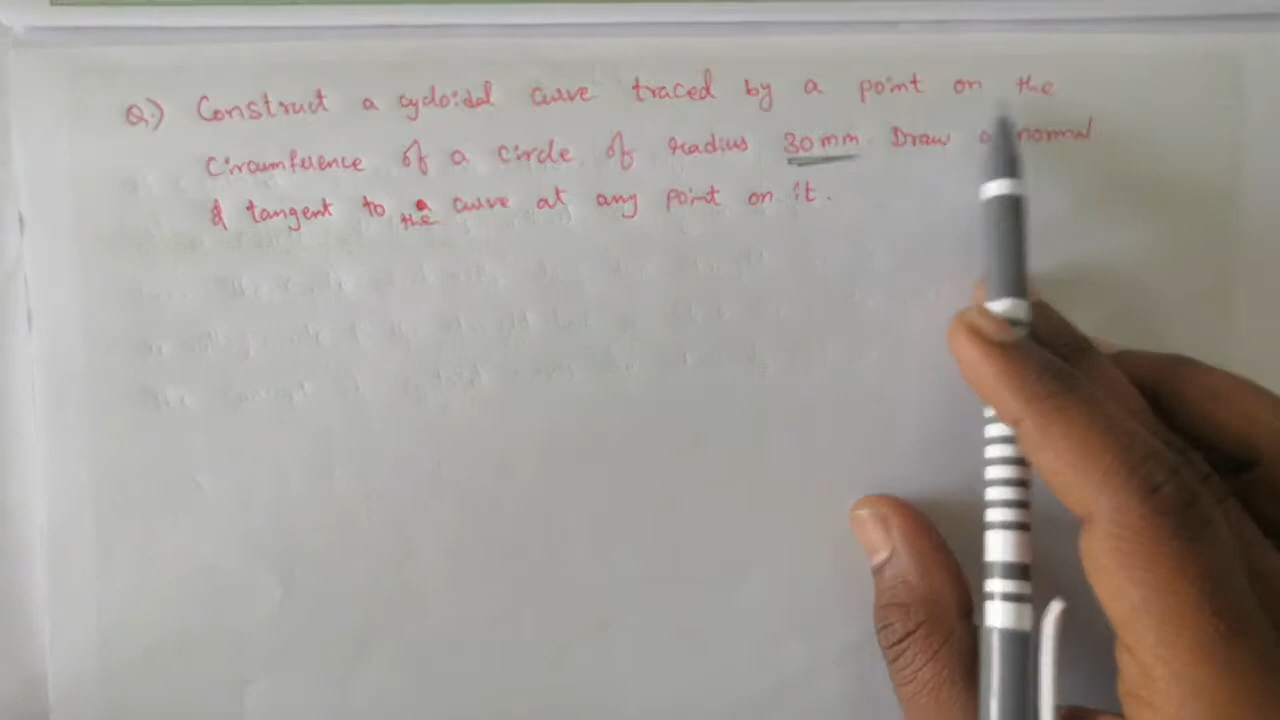 Q.) Construct a cycloidal curve traced by a point on the
Circumference of a circle of radius 30mm Draw a normal
& tangent to the curve at any point on it.